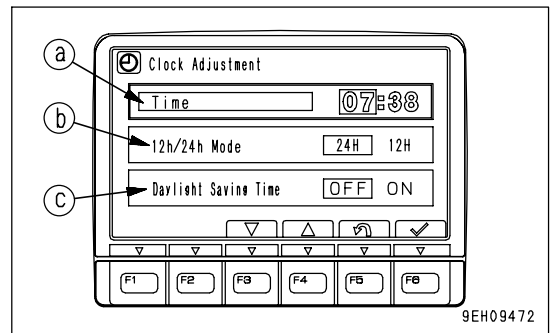 a
Clock Adjustment
Time 07:38
b
12h/24h Mode 24H 12H
c
Daylight Saving Time OFF ON
F1 F2 F3 F4 F5 F6
9EH09472